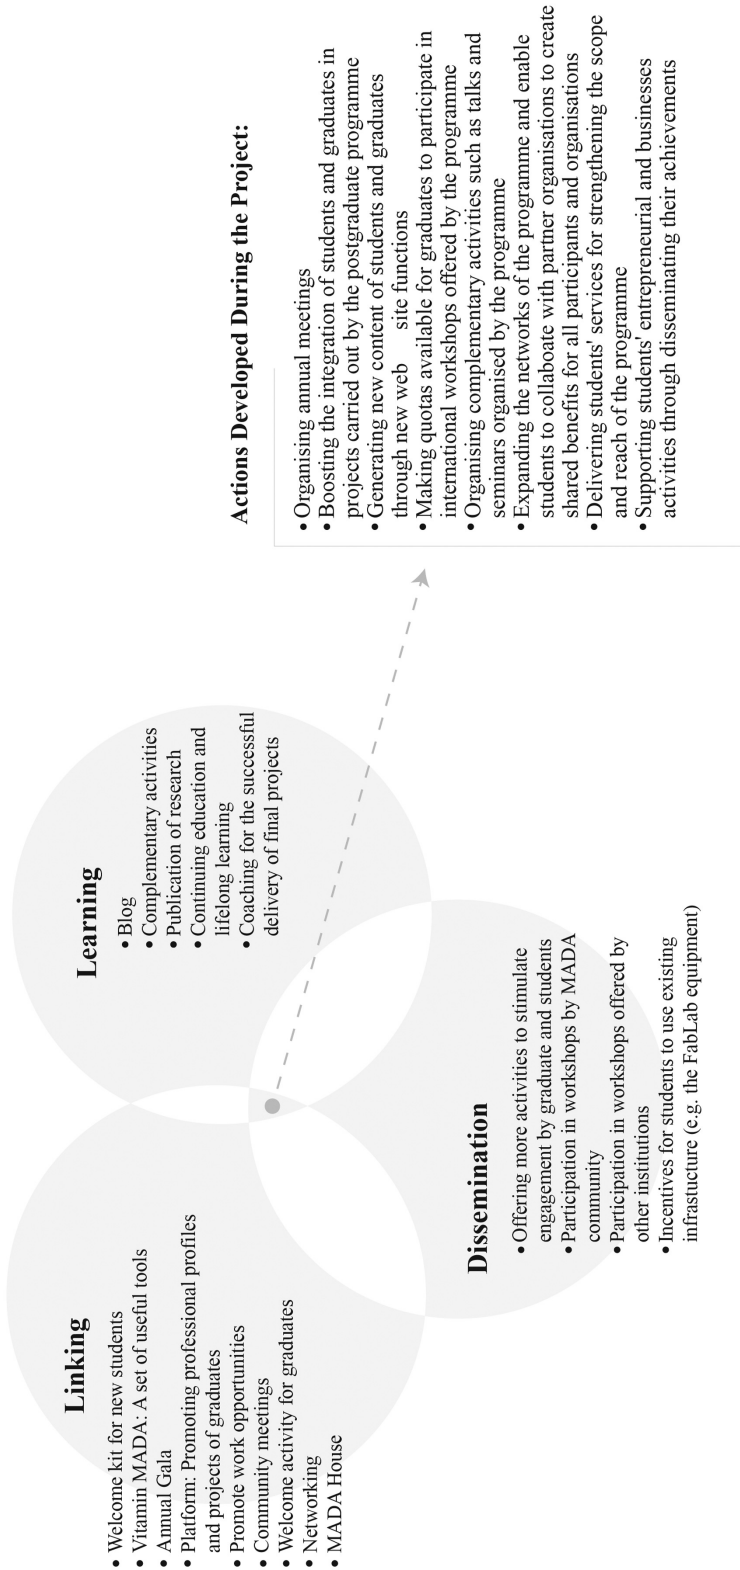 Linking
• Welcome kit for new students
• Vitamin MADA: A set of useful tools
• Annual Gala
• Platform: Promoting professional profiles
and projects of graduates
• Promote work opportunities
• Community meetings
• Welcome activity for graduates
• Networking
• MADA House
Learning
• Blog
• Complementary activities
• Publication of research
• Continuing education and
lifelong learning
• Coaching for the successful
delivery of final projects
Dissemination
• Offering more activities to stimulate
engagement by graduate and students
• Participation in workshops by MADA
community
• Participation in workshops offered by
other institutions
• Incentives for students to use existing
infrastucture (e.g. the FabLab equipment)
Actions Developed During the Project:
• Organising annual meetings
• Boosting the integration of students and graduates in
projects carried out by the postgraduate programme
• Generating new content of students and graduates
through new web site functions
• Making quotas available for graduates to participate in
international workshops offered by the programme
• Organising complementary activities such as talks and
seminars organised by the programme
• Expanding the networks of the programme and enable
students to collaboate with partner organisations to create
shared benefits for all participants and organisations
• Delivering students' services for strengthening the scope
and reach of the programme
• Supporting students' entrepreneurial and businesses
activities through disseminating their achievements